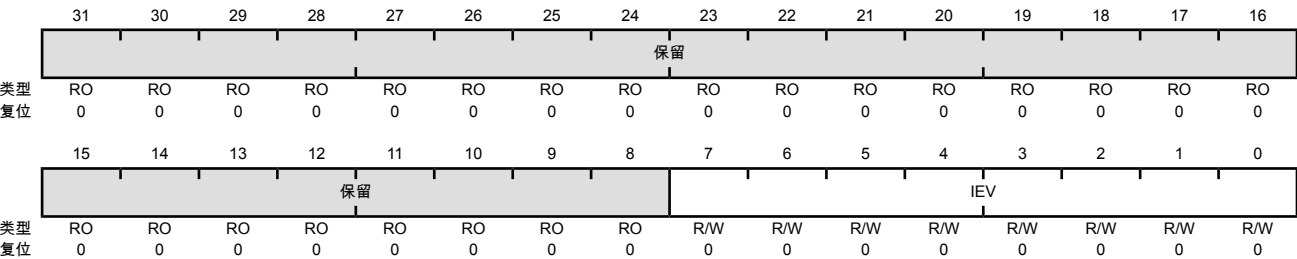 31 30 29 28 27 26 25 24 23 22 21 20 19 18 17 16
保留
类型 RO RO RO RO RO RO RO RO RO RO RO RO RO RO RO RO
复位 0 0 0 0 0 0 0 0 0 0 0 0 0 0 0 0
15 14 13 12 11 10 9 8 7 6 5 4 3 2 1 0
保留 IEV
类型 RO RO RO RO RO RO RO RO R/W R/W R/W R/W R/W R/W R/W R/W
复位 0 0 0 0 0 0 0 0 0 0 0 0 0 0 0 0